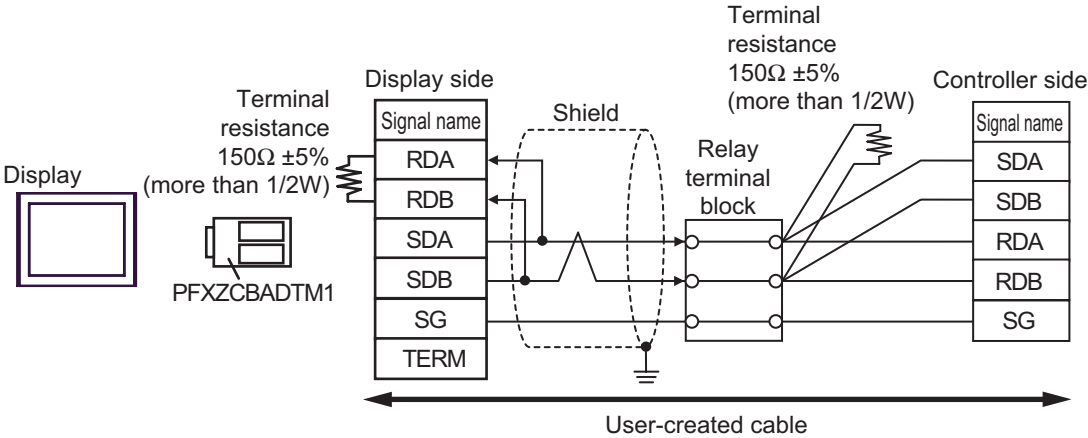 Terminal
resistance
150Ω ±5%
(more than 1/2W)
Display side
Controller side
Terminal
resistance
150Ω ±5%
(more than 1/2W)
Shield
Signal name
RDA
RDB
SDA
SDB
SG
TERM
Relay
terminal
block
Signal name
SDA
SDB
RDA
RDB
SG
Display
PFXZCBADTM1
User-created cable